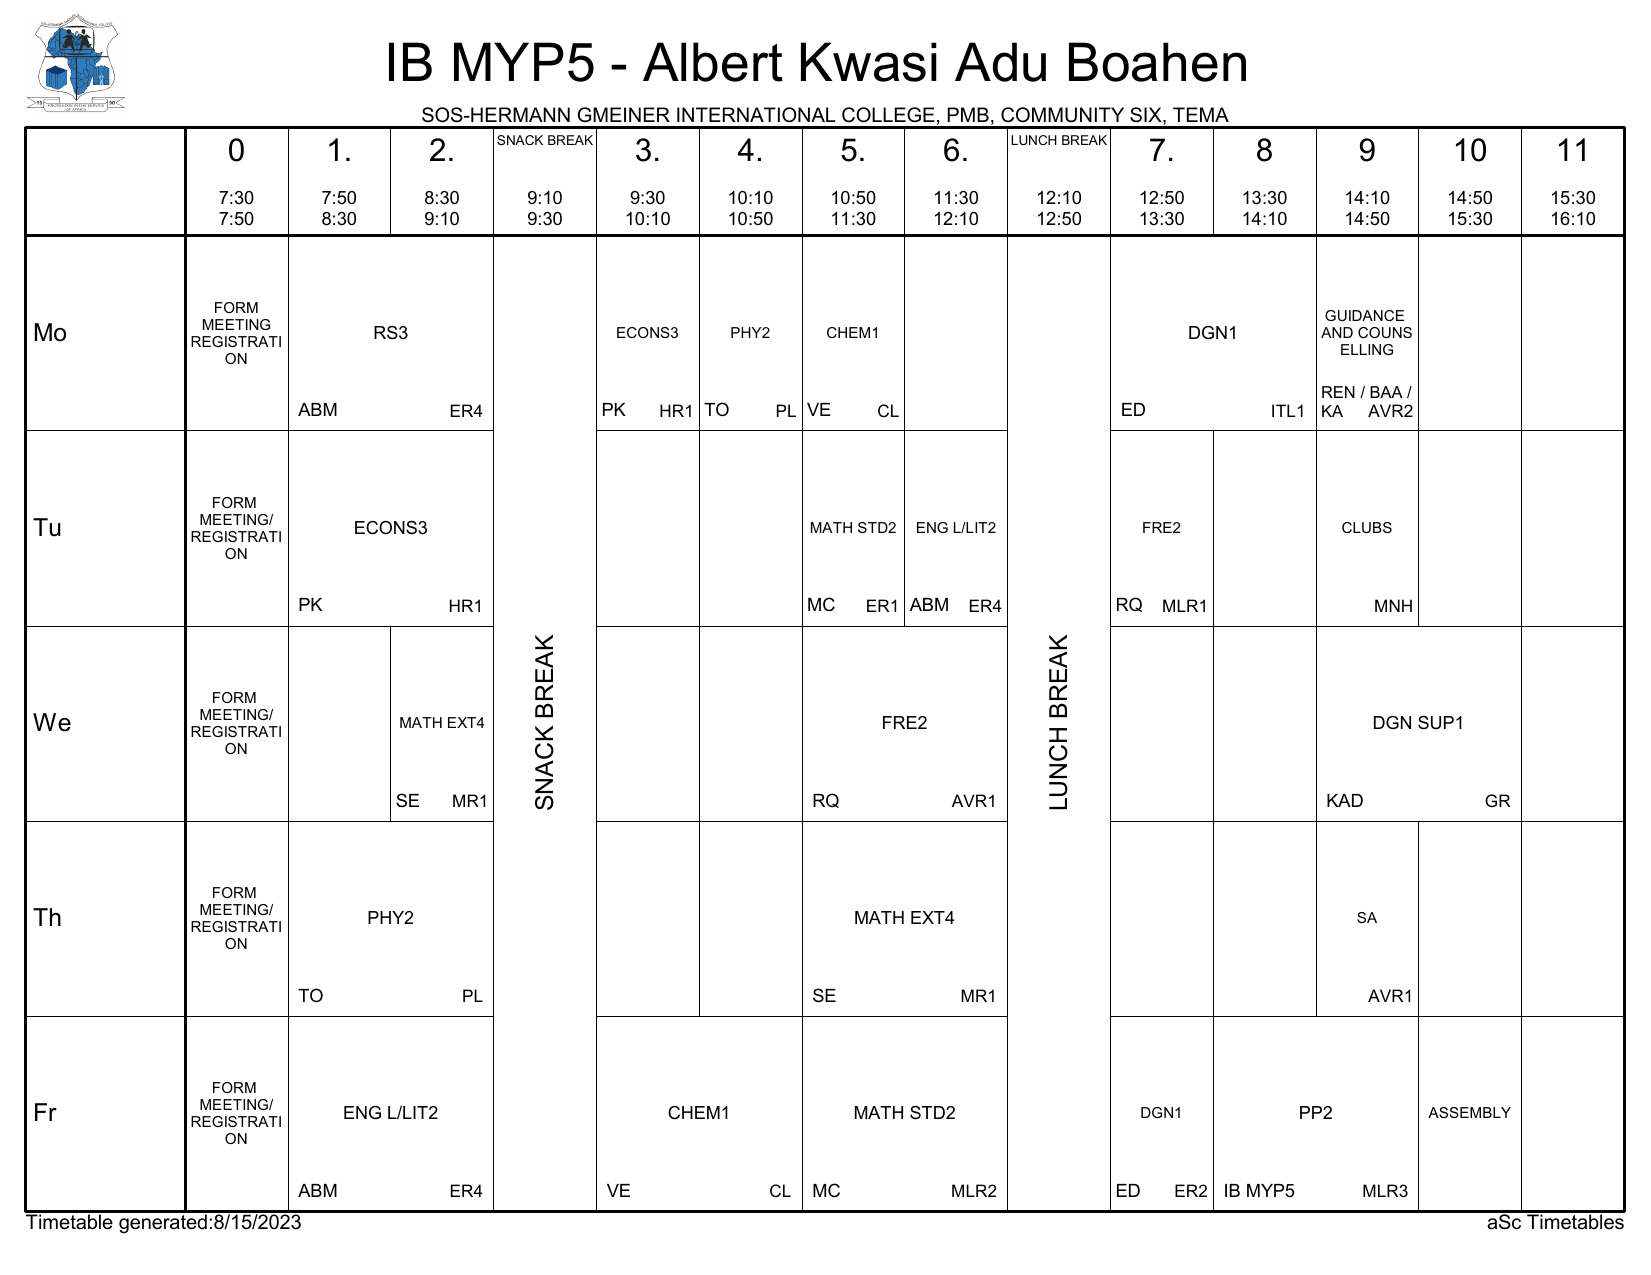 IB MYP5 - Albert Kwasi Adu Boahen
SOS-HERMANN GMEINER INTERNATIONAL COLLEGE, PMB, COMMUNITY SIX, TEMA
0 1. 2. SNACK BREAK 3. 4. 5. 6. LUNCH BREAK 7. 8 9 10 11
7:30 7:50 8:30 9:10 9:30 10:10 10:50 11:30 12:10 12:50 13:30 14:10 14:50 15:30
7:50 8:30 9:10 9:30 10:10 10:50 11:30 12:10 12:50 13:30 14:10 14:50 15:30 16:10
Mo
FORM
MEETING
REGISTRATI
ON
RS3
ABM ER4
ECONS3
PK HR1
PHY2
TO PL
CHEM1
VE CL
DGN1
ED ITL1
GUIDANCE
AND COUNS
ELLING
REN / BAA /
KA AVR2
Tu
FORM
MEETING/
REGISTRATI
ON
ECONS3
PK HR1
MATH STD2
MC ER1
ENG L/LIT2
ABM ER4
FRE2
RQ MLR1
CLUBS
MNH
SNACK BREAK
LUNCH BREAK
We
FORM
MEETING/
REGISTRATI
ON
MATH EXT4
SE MR1
FRE2
RQ AVR1
DGN SUP1
KAD GR
Th
FORM
MEETING/
REGISTRATI
ON
PHY2
TO PL
MATH EXT4
SE MR1
SA
AVR1
Fr
FORM
MEETING/
REGISTRATI
ON
ENG L/LIT2
ABM ER4
CHEM1
VE CL
MATH STD2
MC MLR2
DGN1
ED ER2
PP2
IB MYP5 MLR3
ASSEMBLY
Timetable generated:8/15/2023
aSc Timetables